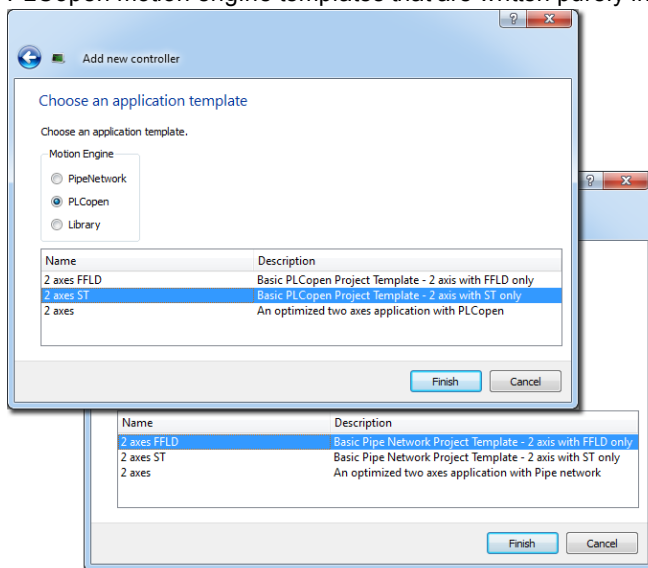 PLCopen motion engine templates that are written purely in
Add new controller
Choose an application template
Choose an application template.
Motion Engine
PipeNetwork
PLCopen
Library
Name Description
2 axes FFLD Basic PLCopen Project Template - 2 axis with FFLD only
2 axes ST Basic PLCopen Project Template - 2 axis with ST only
2 axes An optimized two axes application with PLCopen
Finish Cancel
Name Description
2 axes FFLD Basic Pipe Network Project Template - 2 axis with FFLD only
2 axes ST Basic Pipe Network Project Template - 2 axis with ST only
2 axes An optimized two axes application with Pipe network
Finish Cancel